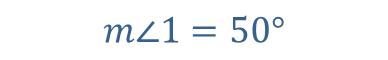 m∠1 = 50°